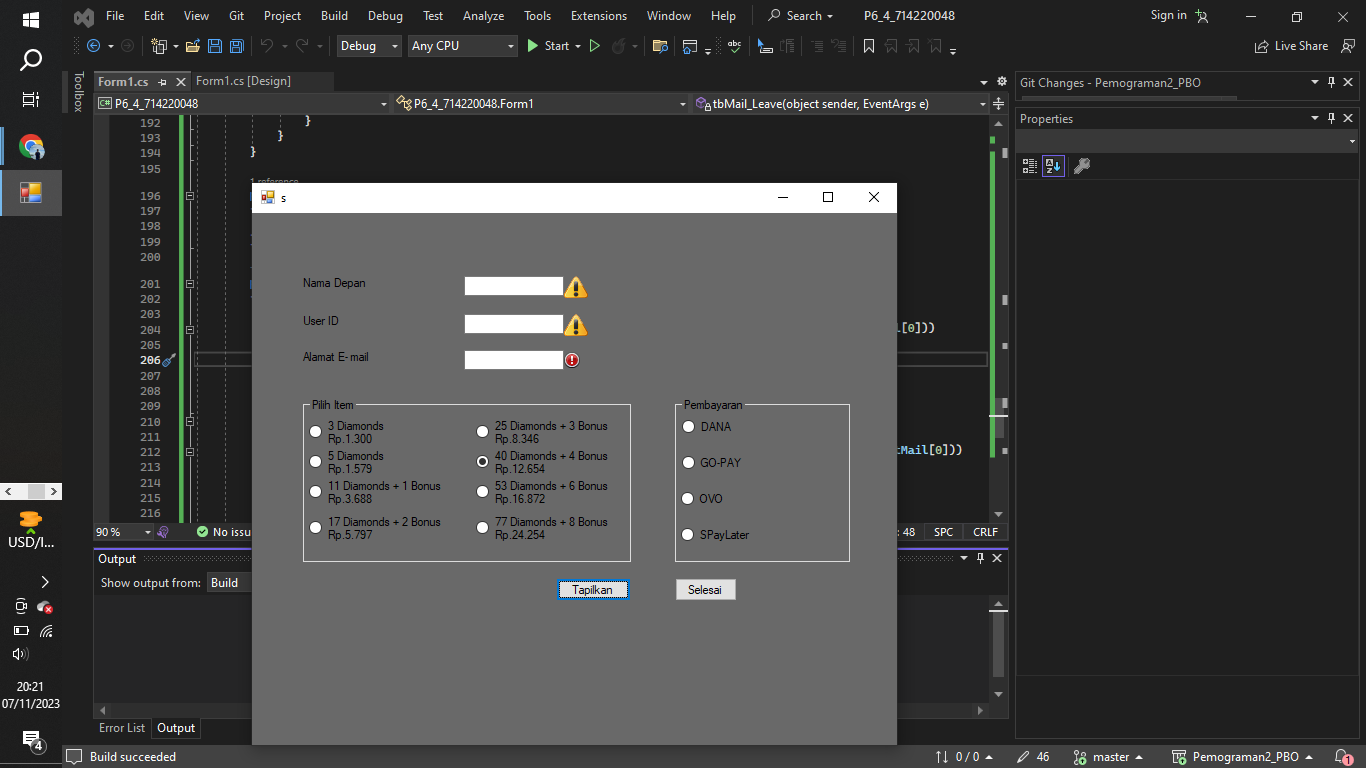 File Edit View Git Project Build Debug Test Analyze Tools Extensions Window Help Search P6_4_714220048 Sign in
Debug Any CPU Start Live Share
Toolbox
Form1.cs Form1.cs [Design]
P6_4_714220048 P6_4_714220048.Form1 tbMail_Leave(object sender, EventArgs e)
192 }
193 }
194 }
195
1 reference
196
197
198
199
200
201
202
203
204 [0]))
205
206
207
208
209
210
211
212 Mail[0]))
213
214
215
216
s
Nama Depan
User ID
Alamat E-mail
Pilih Item
3 Diamonds
Rp.1.300
5 Diamonds
Rp.1.579
11 Diamonds + 1 Bonus
Rp.3.688
17 Diamonds + 2 Bonus
Rp.5.797
25 Diamonds + 3 Bonus
Rp.8.346
40 Diamonds + 4 Bonus
Rp.12.654
53 Diamonds + 6 Bonus
Rp.16.872
77 Diamonds + 8 Bonus
Rp.24.254
Pembayaran
DANA
GO-PAY
OVO
SPayLater
Tapilkan Selesai
90 % No issu : 48 SPC CRLF
Output
Show output from: Build
Error List Output
Git Changes - Pemograman2_PBO
Properties
USD/I...
20:21
07/11/2023
4
Build succeeded 0 / 0 46 master Pemograman2_PBO 1